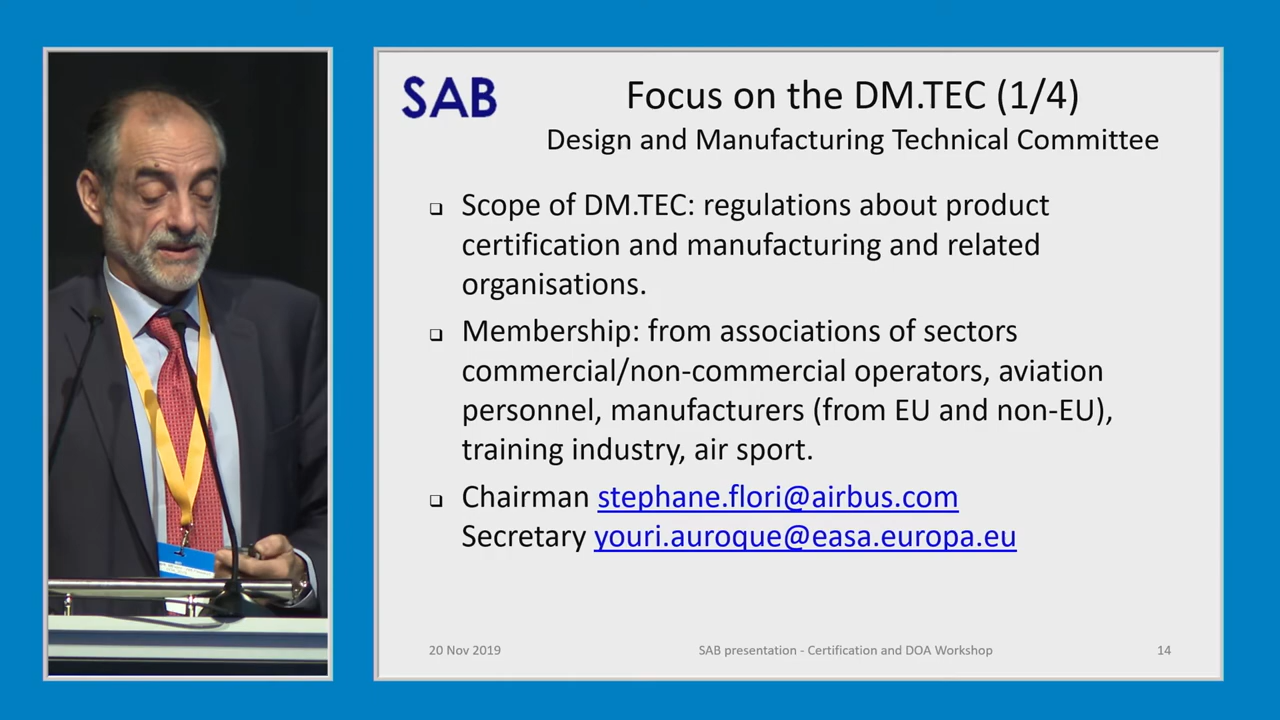 SAB
Focus on the DM.TEC (1/4)
Design and Manufacturing Technical Committee
❑ Scope of DM.TEC: regulations about product
certification and manufacturing and related
organisations.
❑ Membership: from associations of sectors
commercial/non-commercial operators, aviation
personnel, manufacturers (from EU and non-EU),
training industry, air sport.
❑ Chairman stephane.flori@airbus.com
Secretary youri.auroque@easa.europa.eu
20 Nov 2019
SAB presentation - Certification and DOA Workshop
14